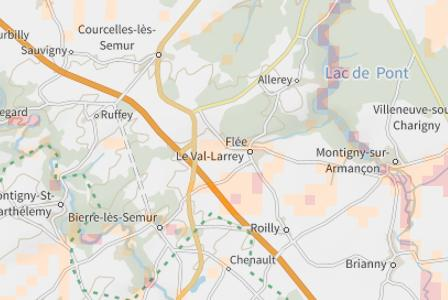 urbilly
Sauvigny
Courcelles-lès-
Semur
Allerey
Lac de Pont
egard
Ruffey
Villeneuve-sou
Charigny
Flée
Le Val-Larrey
Montigny-sur-
Armançon
ontigny-St-
arthélemy
Bierre-lès-Semur
Roilly
Chenault
Brianny